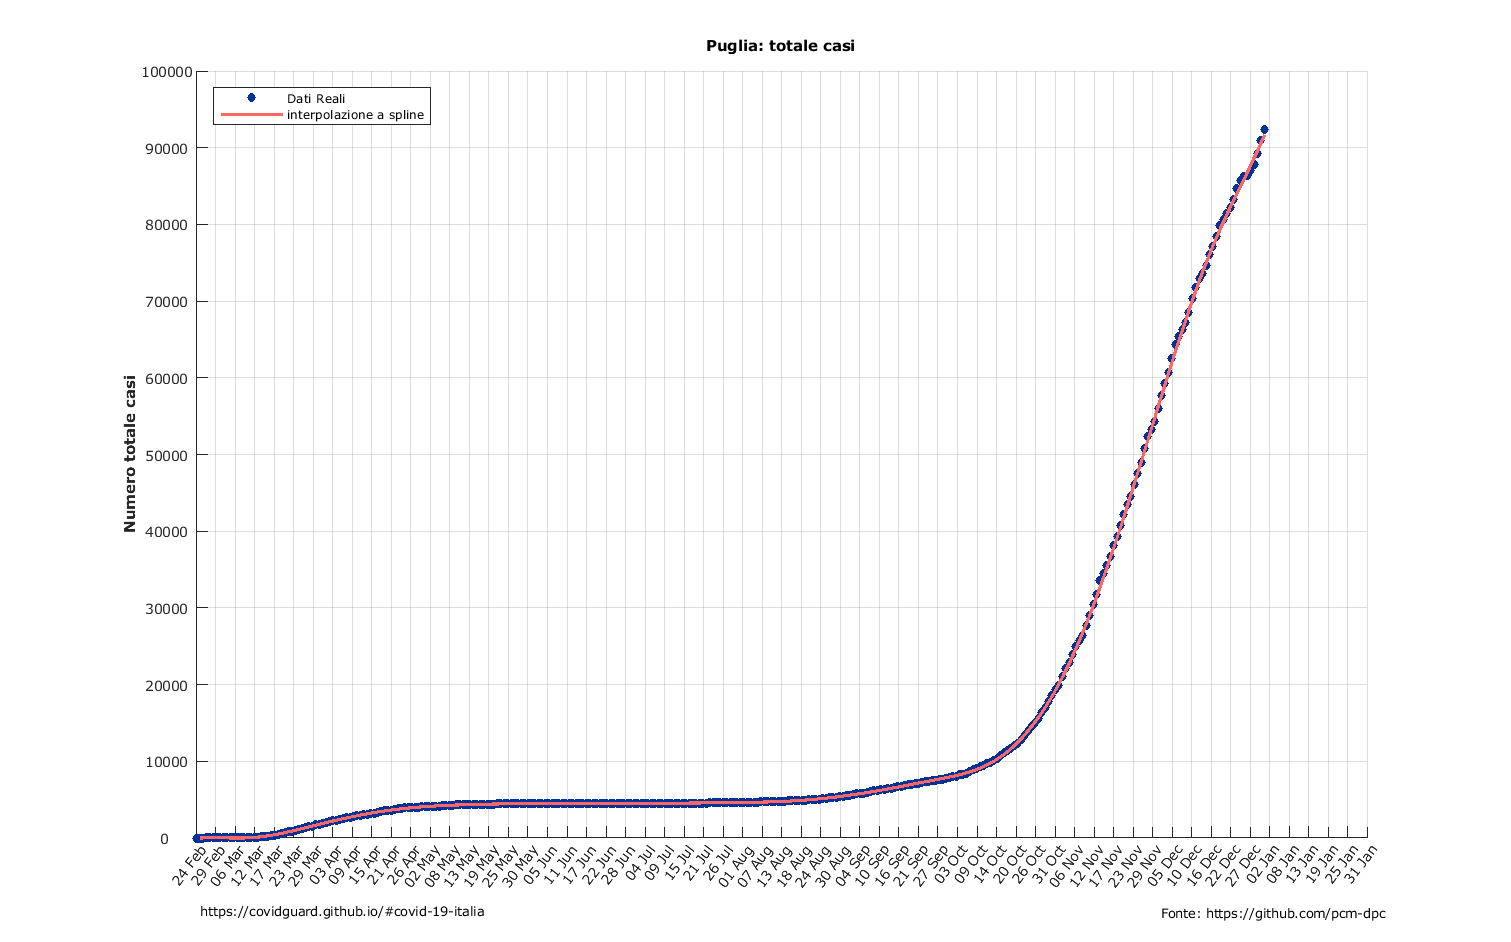 Puglia: totale casi
Dati Reali
interpolazione a spline
Numero totale casi
100000
90000
80000
70000
60000
50000
40000
30000
20000
10000
0
24 Feb
29 Feb
06 Mar
12 Mar
17 Mar
23 Mar
29 Mar
03 Apr
09 Apr
15 Apr
21 Apr
26 Apr
02 May
08 May
13 May
19 May
25 May
30 May
05 Jun
11 Jun
17 Jun
22 Jun
28 Jun
04 Jul
09 Jul
15 Jul
21 Jul
26 Jul
01 Aug
07 Aug
13 Aug
18 Aug
24 Aug
30 Aug
04 Sep
10 Sep
16 Sep
21 Sep
27 Sep
03 Oct
09 Oct
14 Oct
20 Oct
26 Oct
31 Oct
06 Nov
12 Nov
17 Nov
23 Nov
29 Nov
05 Dec
10 Dec
16 Dec
22 Dec
27 Dec
02 Jan
08 Jan
13 Jan
19 Jan
25 Jan
31 Jan
https://covidguard.github.io/#covid-19-italia
Fonte: https://github.com/pcm-dpc